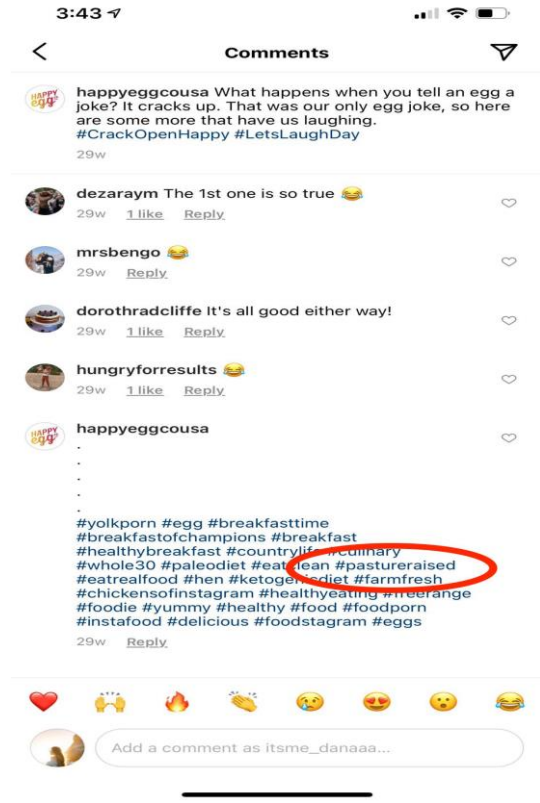 3:43
Comments
HAPPY egg
happyeggcousa What happens when you tell an egg a
joke? It cracks up. That was our only egg joke, so here
are some more that have us laughing.
#CrackOpenHappy #LetsLaughDay
29w
dezaraym The 1st one is so true 😂
29w 1 like Reply
mrsbengo 😂
29w Reply
dorothradcliffe It's all good either way!
29w 1 like Reply
hungryforresults 😂
29w 1 like Reply
HAPPY egg
happyeggcousa
.
.
.
.
.
#yolkporn #egg #breakfasttime
#breakfastofchampions #breakfast
#healthybreakfast #countrylife #culinary
#whole30 #paleodiet #eatclean #pastureraised
#eatrealfood #hen #ketogenisdiet #farmfresh
#chickensofinstagram #healthyeating #freerange
#foodie #yummy #healthy #food #foodporn
#instafood #delicious #foodstagram #eggs
29w Reply
❤️ 🙌 🔥 👏 😢 😍 😮 😂
Add a comment as itsme_danaaa...